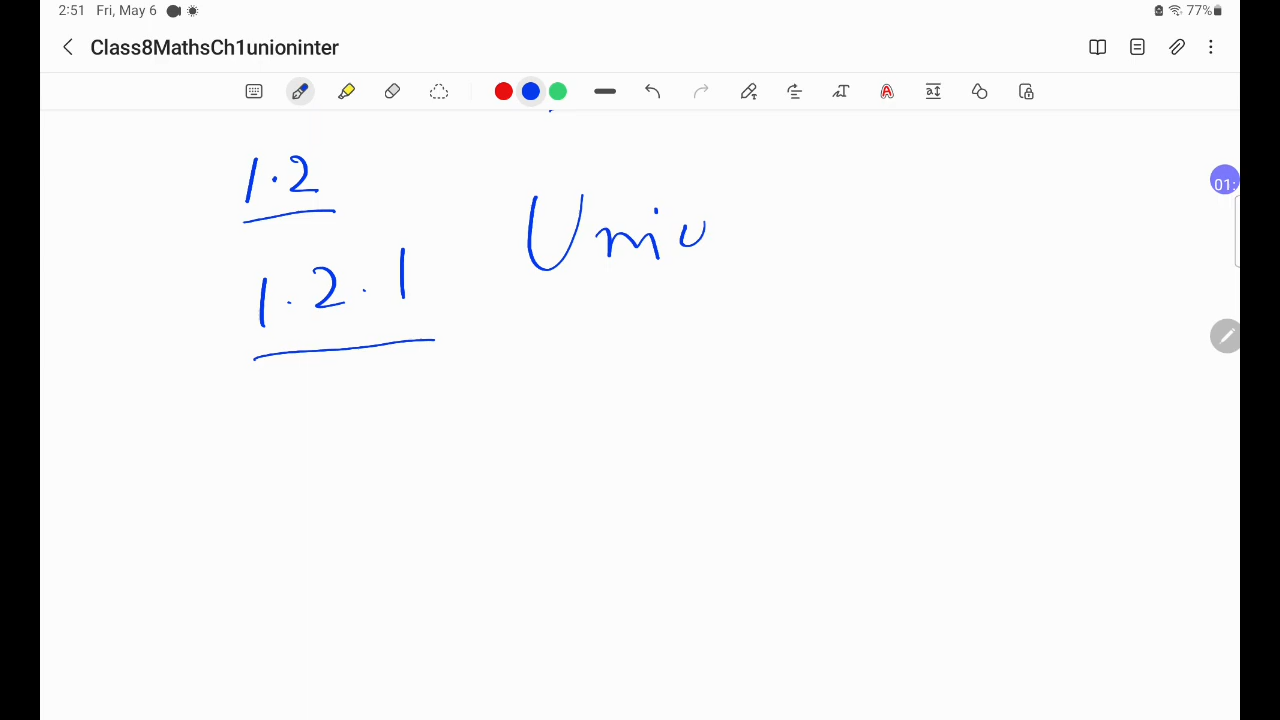 2:51 Fri, May 6
77%
Class8MathsCh1unioninter
1.2
Unio
1.2.1